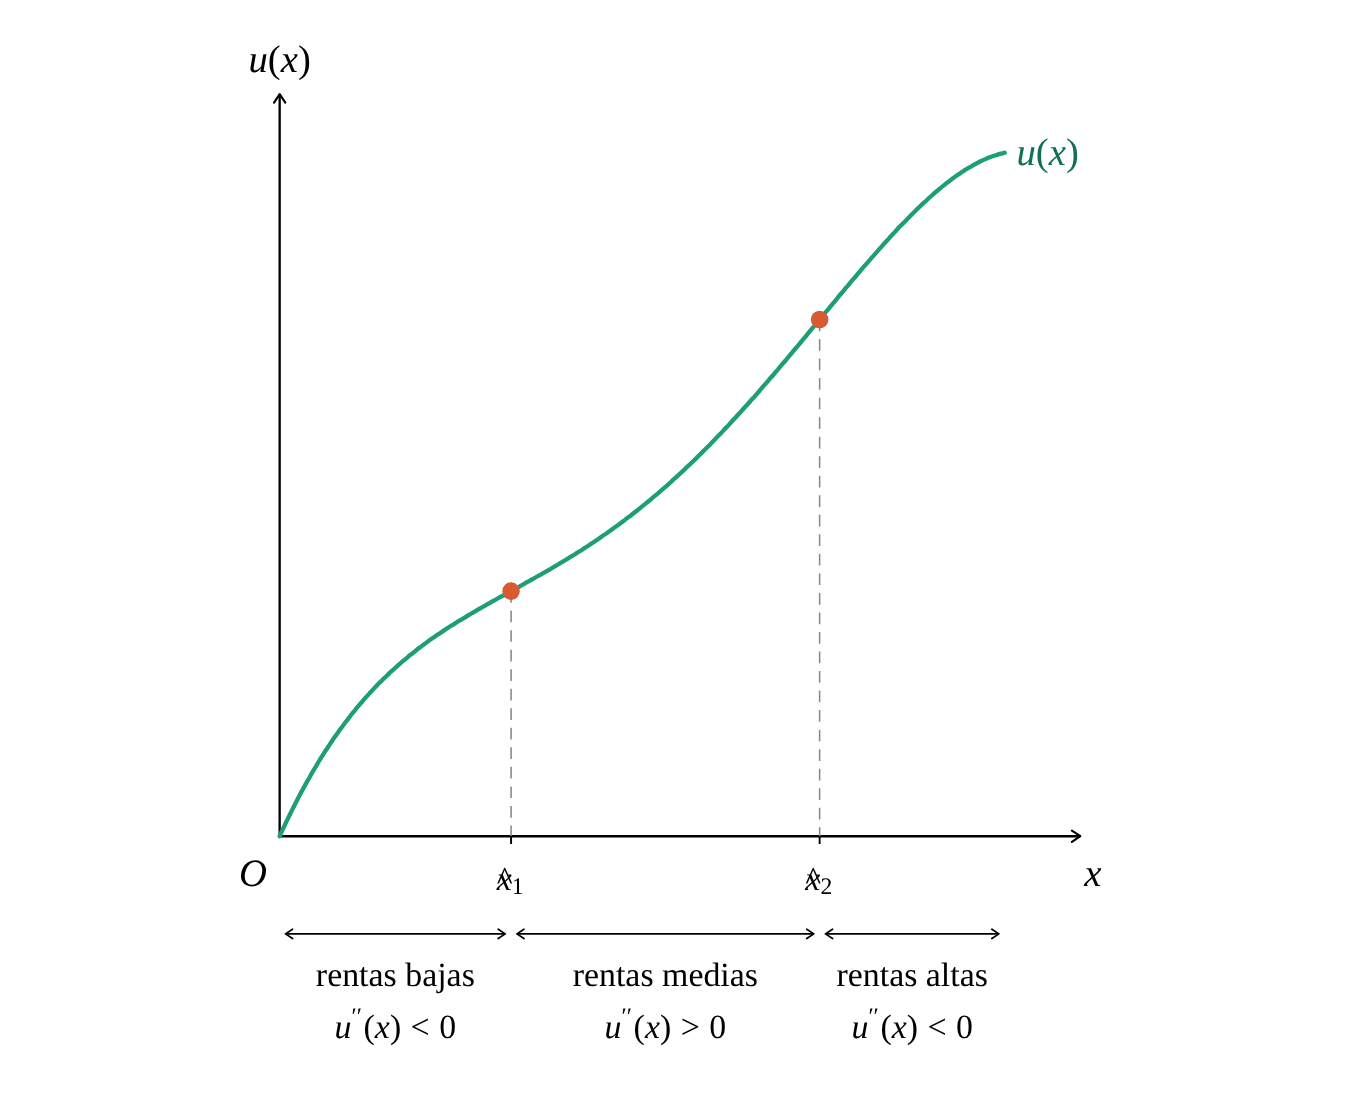 u(x)
u(x)
O x̂₁ x̂₂ x
rentas bajas rentas medias rentas altas
u″(x) < 0 u″(x) > 0 u″(x) < 0